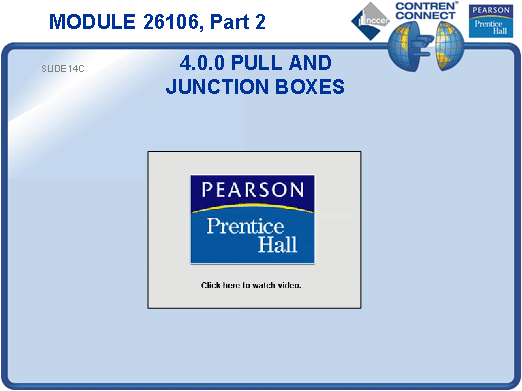 MODULE 26106, Part 2
nccer
CONTREN®
CONNECT
PEARSON
Prentice
Hall
SLIDE 14C
4.0.0 PULL AND
JUNCTION BOXES
PEARSON
Prentice
Hall
Click here to watch video.